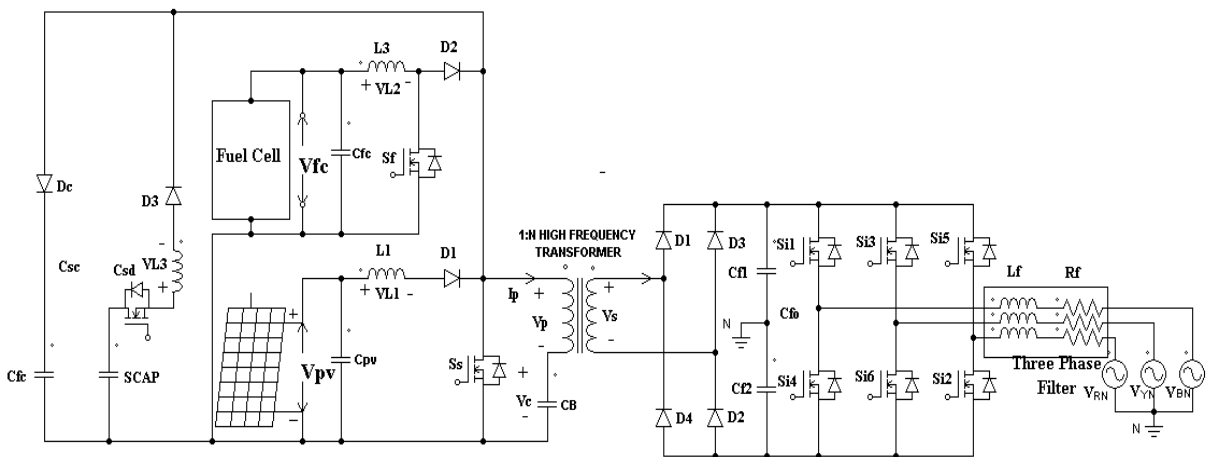 L3
D2
+ VL2 -
Fuel Cell
Vfc
Cfc
Sf
Dc
D3
1:N HIGH FREQUENCY
TRANSFORMER
D1
D3
Si1
Si3
Si5
L1
D1
Csc
Csd
-
VL3
+
+ VL1 -
Ip
+
Vp
-
+
Vs
-
Cf1
Lf
Rf
N
Cfo
+
Vpv
-
Cpv
Ss
Cfc
SCAP
+
Vc
-
CB
D4
D2
Cf2
Si4
Si6
Si2
Three Phase
Filter
VRN
VYN
VBN
N